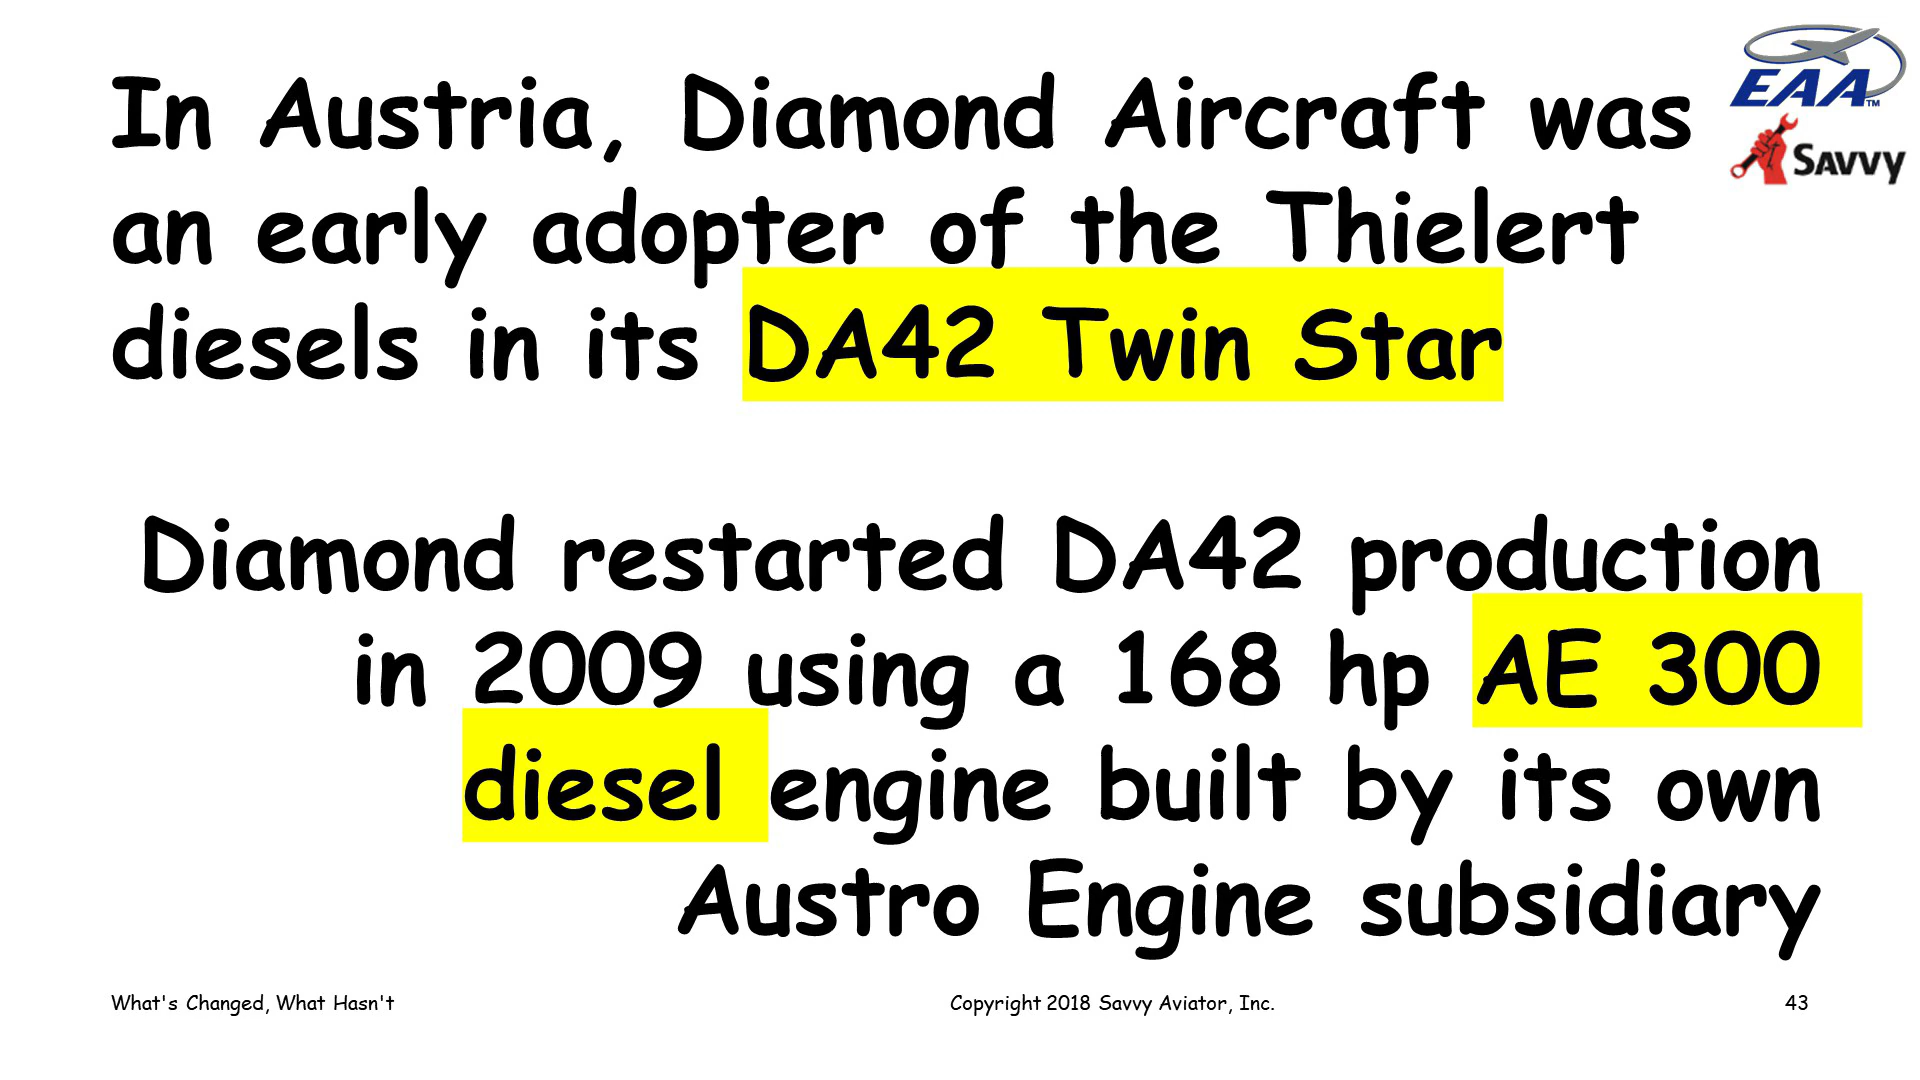 In Austria, Diamond Aircraft was
an early adopter of the Thielert
diesels in its DA42 Twin Star
EAA™
SAVVY
Diamond restarted DA42 production
in 2009 using a 168 hp AE 300
diesel engine built by its own
Austro Engine subsidiary
What's Changed, What Hasn't
Copyright 2018 Savvy Aviator, Inc.
43